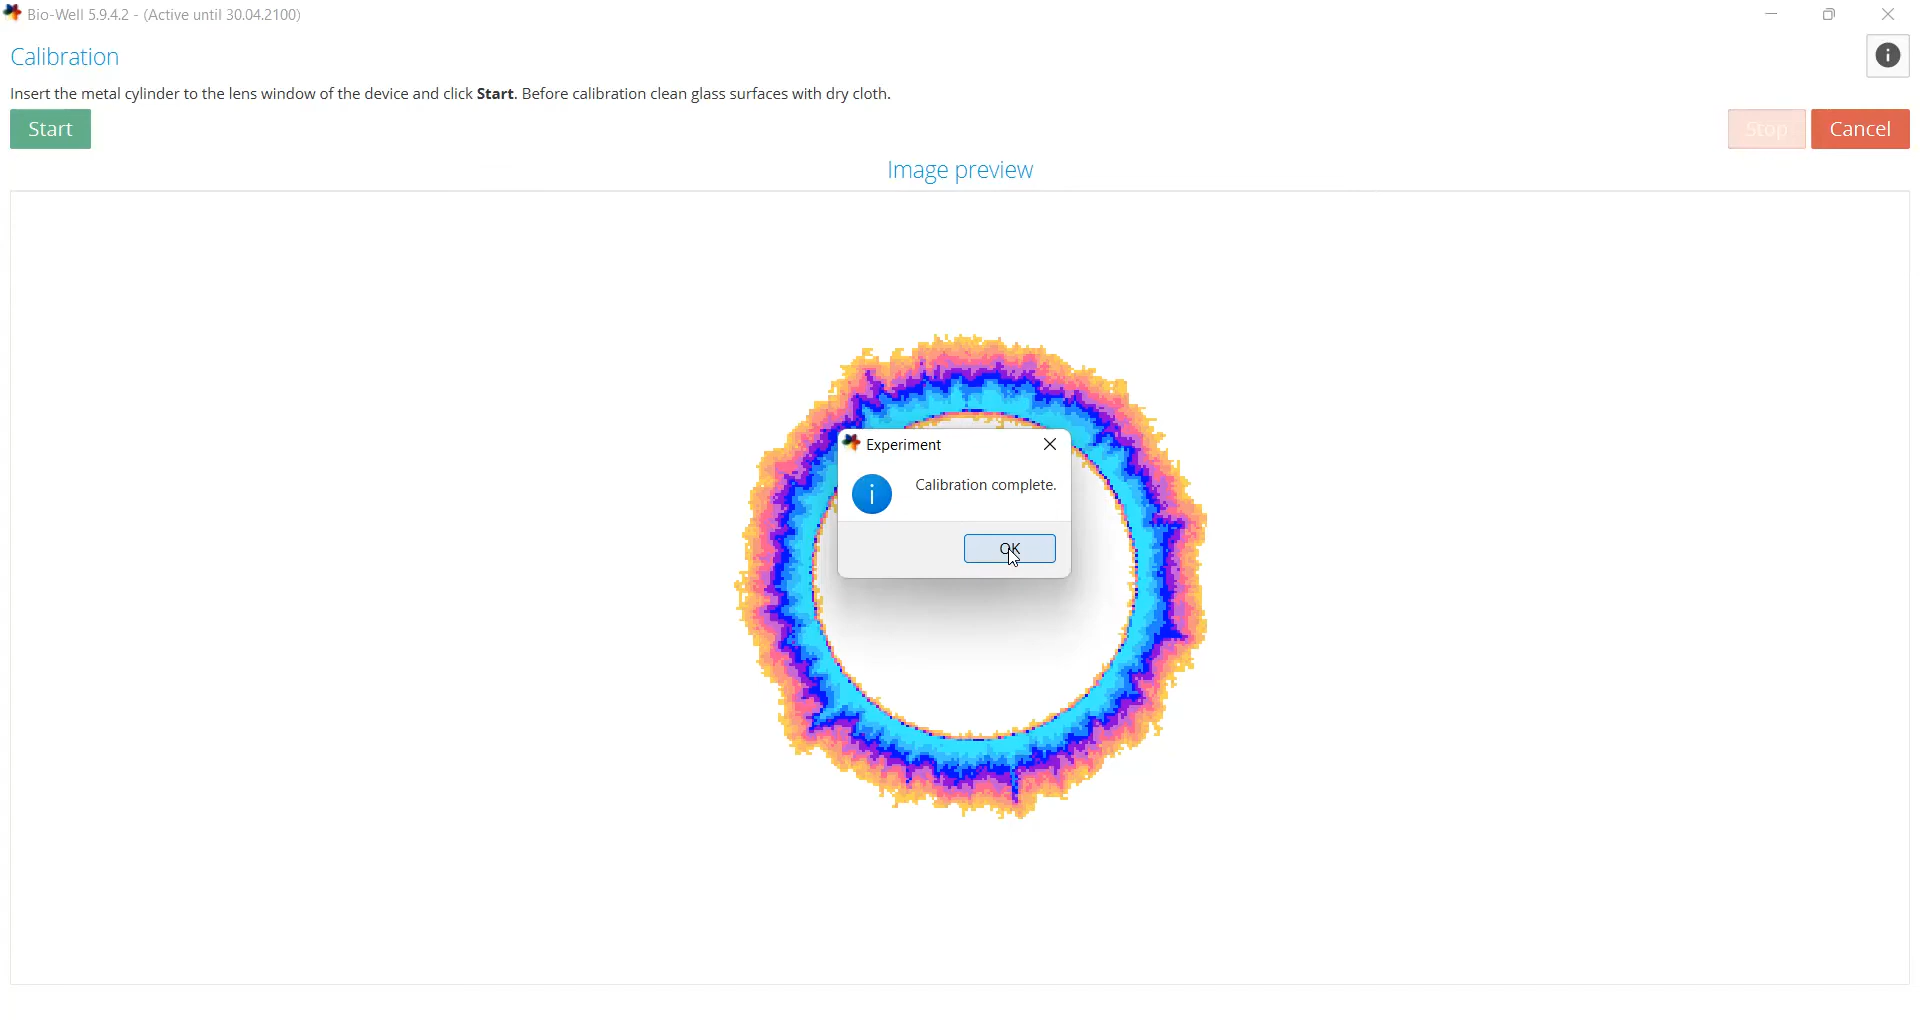 Bio-Well 5.9.4.2 - (Active until 30.04.2100)
Calibration
Insert the metal cylinder to the lens window of the device and click Start. Before calibration clean glass surfaces with dry cloth.
Start
Stop
Cancel
Image preview
Experiment
Calibration complete.
OK